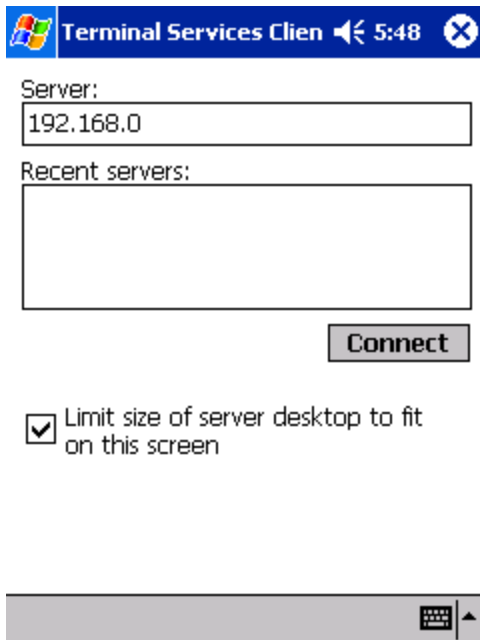 Terminal Services Clien 5:48
Server:
192.168.0
Recent servers:
Connect
Limit size of server desktop to fit
on this screen